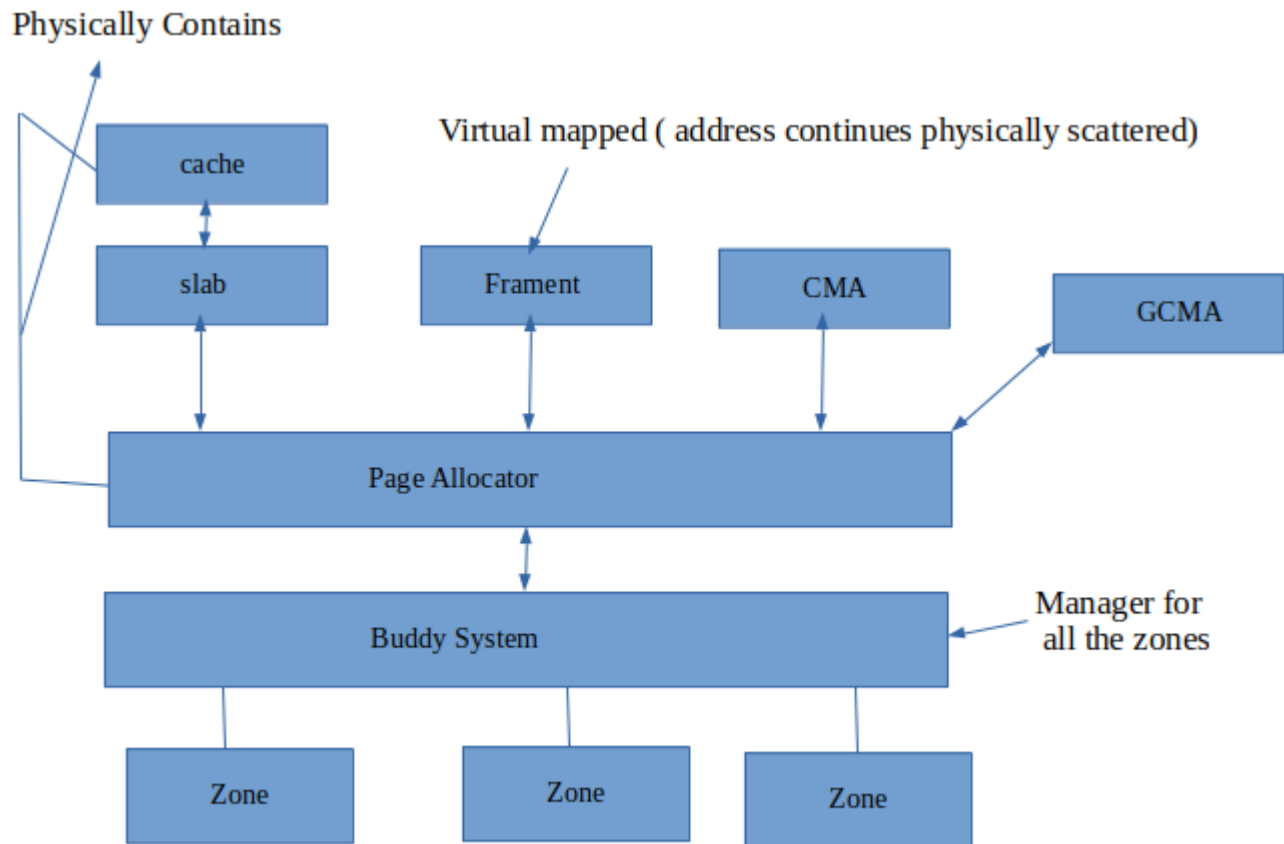 Physically Contains
Virtual mapped ( address continues physically scattered)
cache
slab
Frament
CMA
GCMA
Page Allocator
Manager for
all the zones
Buddy System
Zone
Zone
Zone